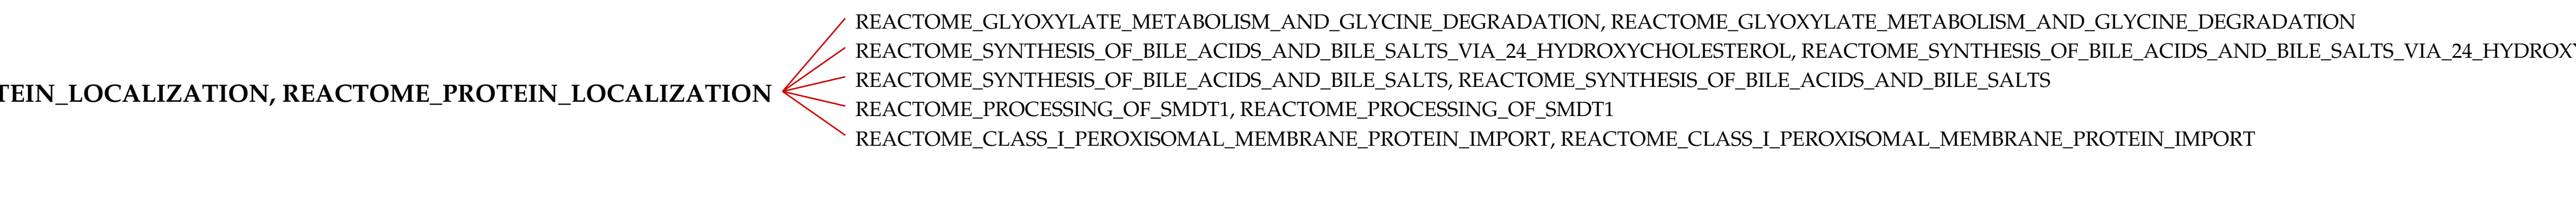 REACTOME_GLYOXYLATE_METABOLISM_AND_GLYCINE_DEGRADATION, REACTOME_GLYOXYLATE_METABOLISM_AND_GLYCINE_DEGRADATION
REACTOME_SYNTHESIS_OF_BILE_ACIDS_AND_BILE_SALTS_VIA_24_HYDROXYCHOLESTEROL, REACTOME_SYNTHESIS_OF_BILE_ACIDS_AND_BILE_SALTS_VIA_24_HYDROX
REACTOME_SYNTHESIS_OF_BILE_ACIDS_AND_BILE_SALTS, REACTOME_SYNTHESIS_OF_BILE_ACIDS_AND_BILE_SALTS
TEIN_LOCALIZATION, REACTOME_PROTEIN_LOCALIZATION
REACTOME_PROCESSING_OF_SMDT1, REACTOME_PROCESSING_OF_SMDT1
REACTOME_CLASS_I_PEROXISOMAL_MEMBRANE_PROTEIN_IMPORT, REACTOME_CLASS_I_PEROXISOMAL_MEMBRANE_PROTEIN_IMPORT